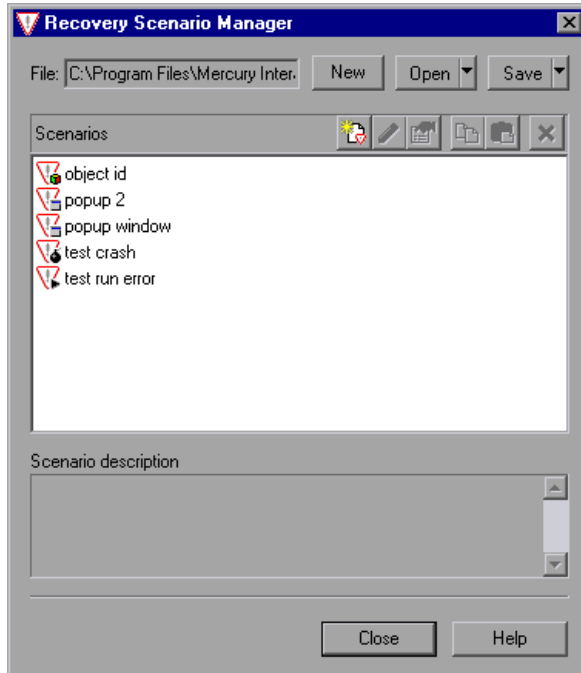 Recovery Scenario Manager
File: C:\Program Files\Mercury Inter. New Open Save
Scenarios
object id
popup 2
popup window
test crash
test run error
Scenario description
Close Help